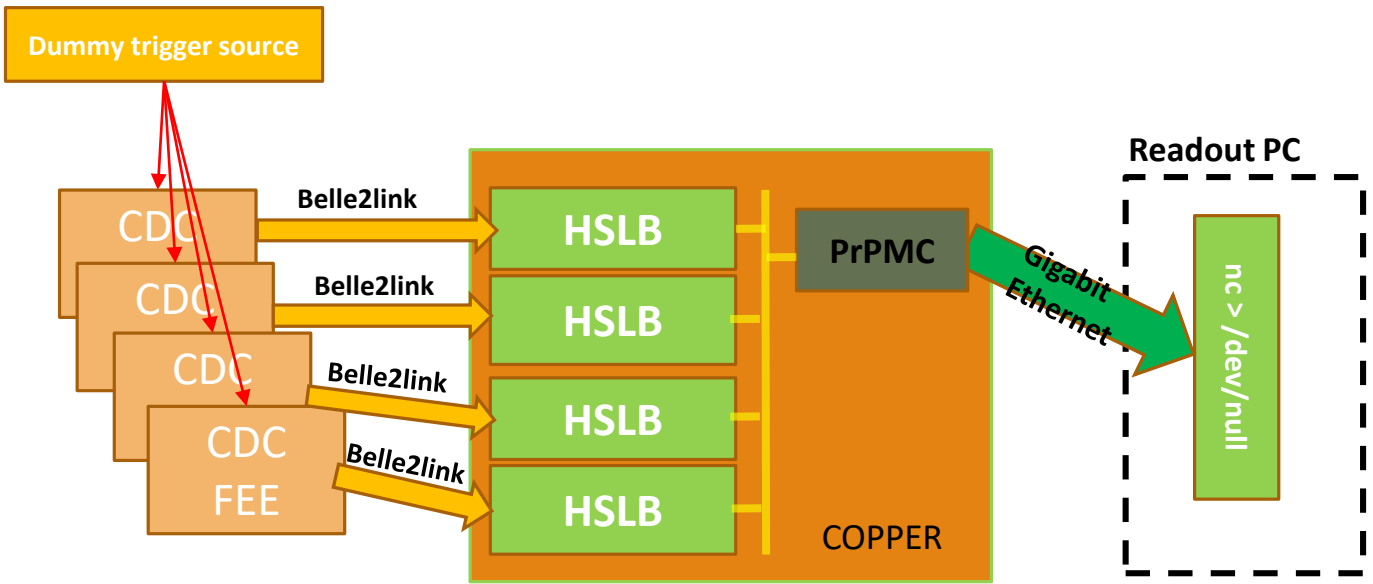 Dummy trigger source
Readout PC
Belle2link
CDC
HSLB
PrPMC
Gigabit
Ethernet
nc > /dev/null
Belle2link
CDC
HSLB
Belle2link
CDC
HSLB
Belle2link
CDC
FEE
HSLB
COPPER